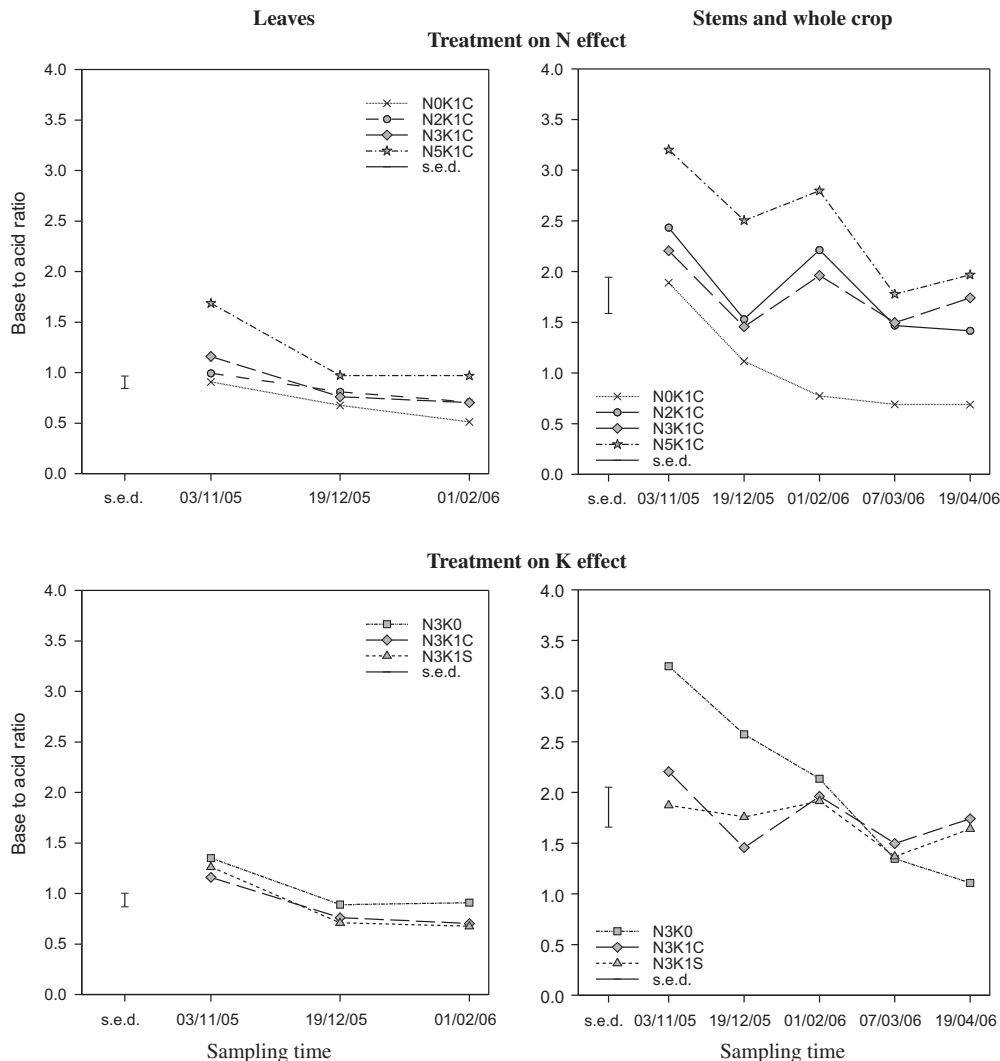 Leaves
Stems and whole crop
Treatment on N effect
Base to acid ratio
4.0
3.5
3.0
2.5
2.0
1.5
1.0
0.5
0.0
N0K1C
N2K1C
N3K1C
N5K1C
s.e.d.
s.e.d. 03/11/05 19/12/05 01/02/06
4.0
3.5
3.0
2.5
2.0
1.5
1.0
0.5
0.0
N0K1C
N2K1C
N3K1C
N5K1C
s.e.d.
s.e.d. 03/11/05 19/12/05 01/02/06 07/03/06 19/04/06
Treatment on K effect
Base to acid ratio
4.0
3.5
3.0
2.5
2.0
1.5
1.0
0.5
0.0
N3K0
N3K1C
N3K1S
s.e.d.
s.e.d. 03/11/05 19/12/05 01/02/06
Sampling time
4.0
3.5
3.0
2.5
2.0
1.5
1.0
0.5
0.0
N3K0
N3K1C
N3K1S
s.e.d.
s.e.d. 03/11/05 19/12/05 01/02/06 07/03/06 19/04/06
Sampling time